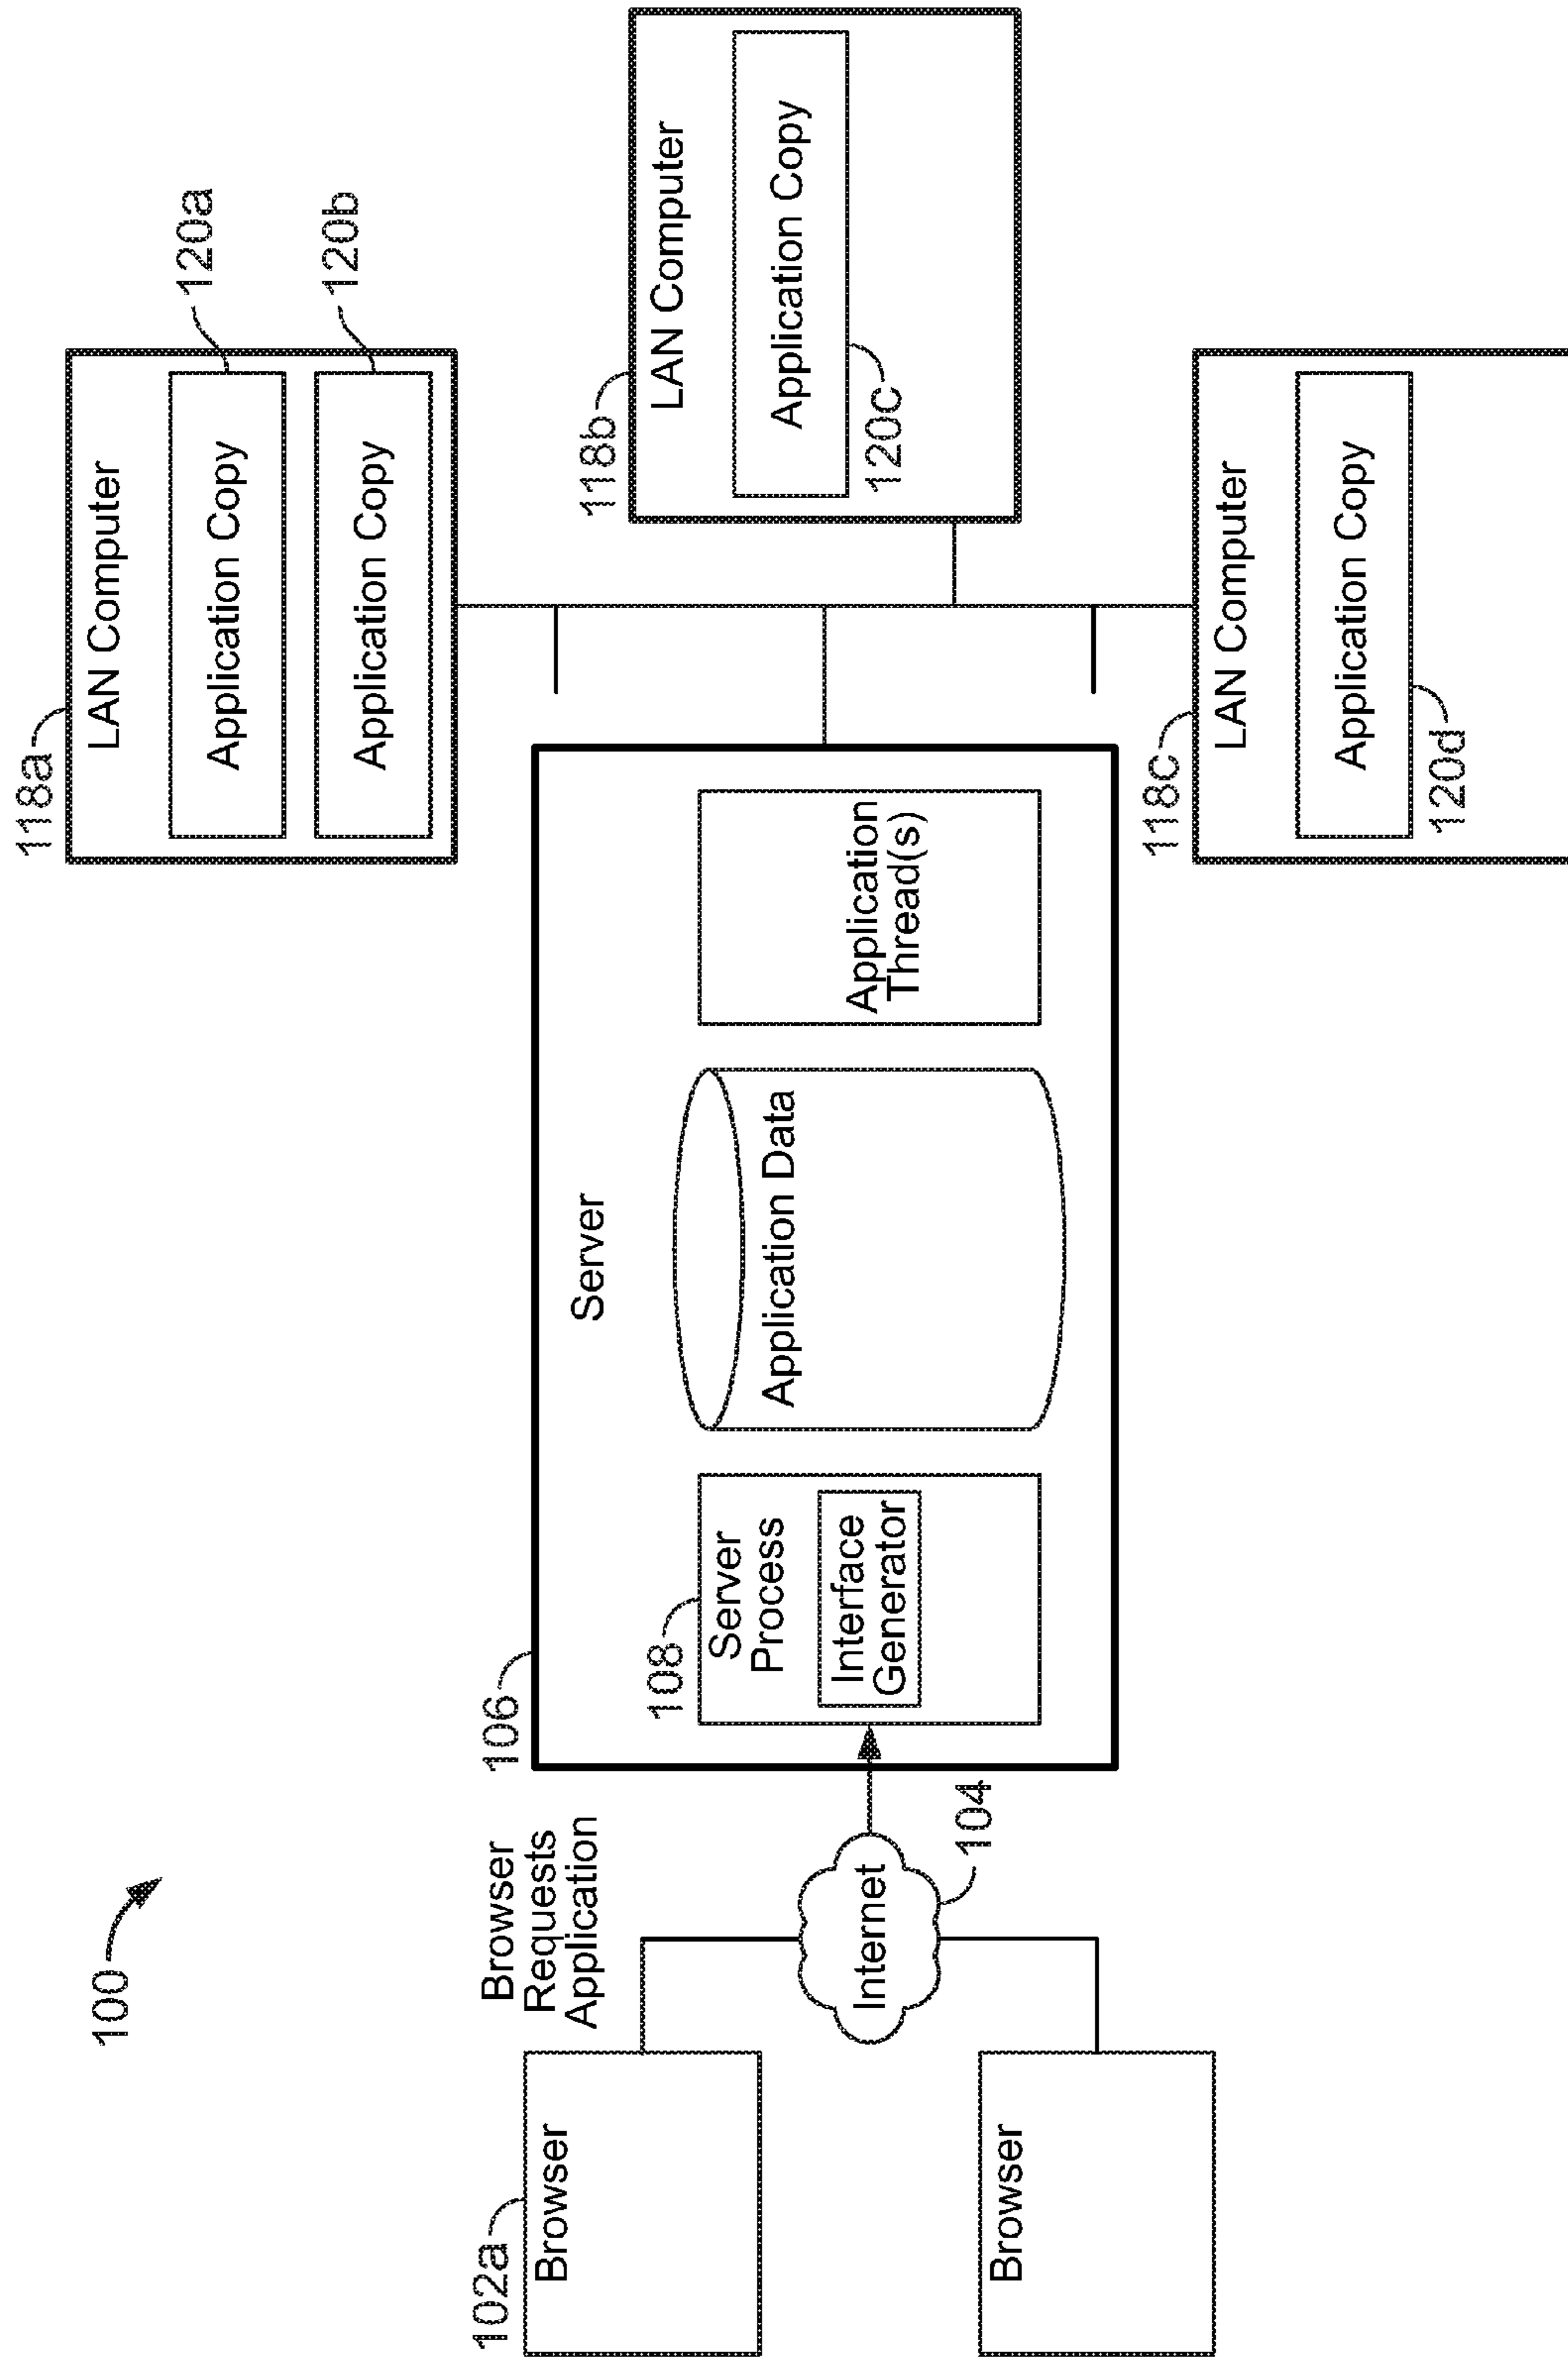 100
102a
Browser
Browser
Browser
Requests
Application
Internet
104
106
Server
108
Server
Process
Interface
Generator
Application Data
Application
Thread(s)
118a
LAN Computer
Application Copy
120a
Application Copy
120b
118b
LAN Computer
Application Copy
120c
118c
LAN Computer
Application Copy
120d